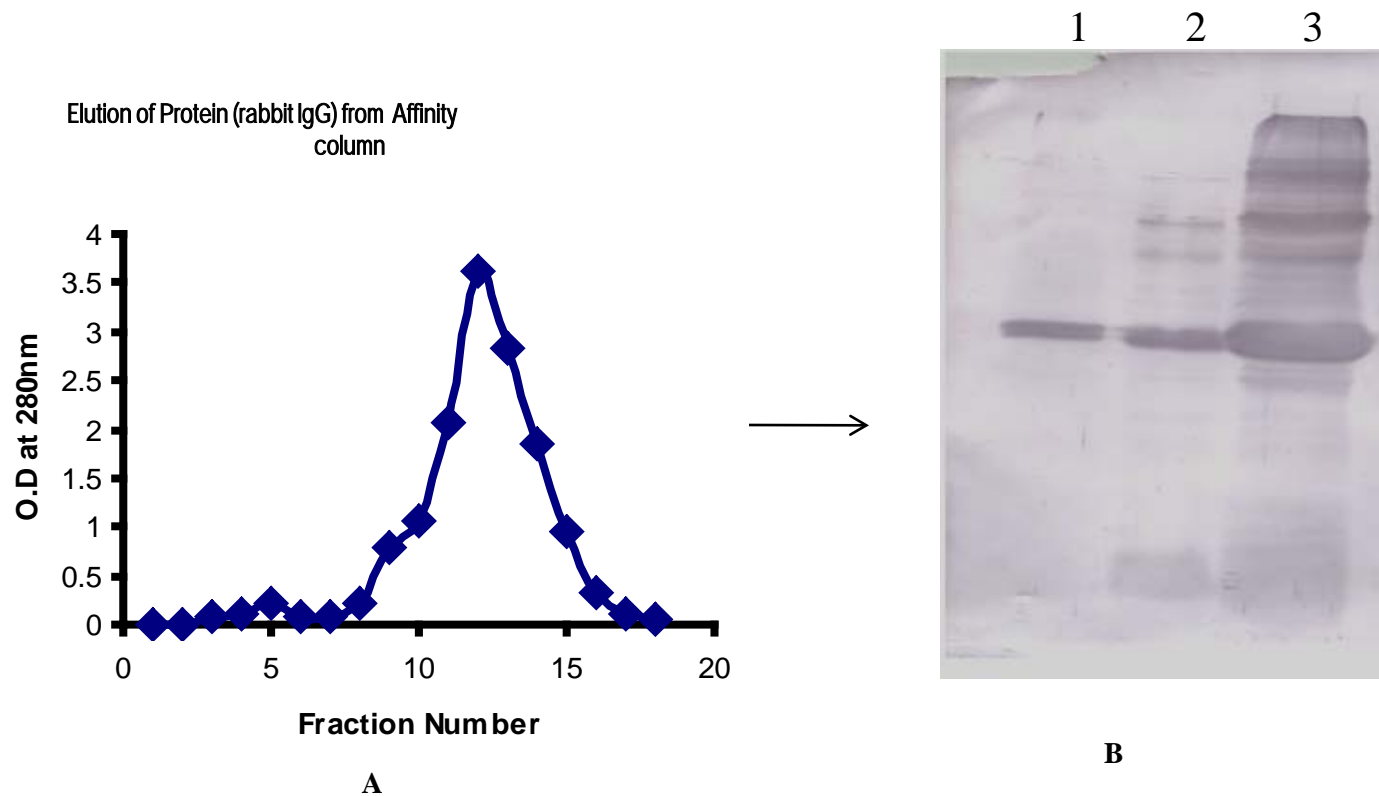 Elution of Protein (rabbit IgG) from Affinity
column
4
3.5
3
2.5
2
1.5
1
0.5
0
O.D at 280nm
0 5 10 15 20
Fraction Number
A
1 2 3
B